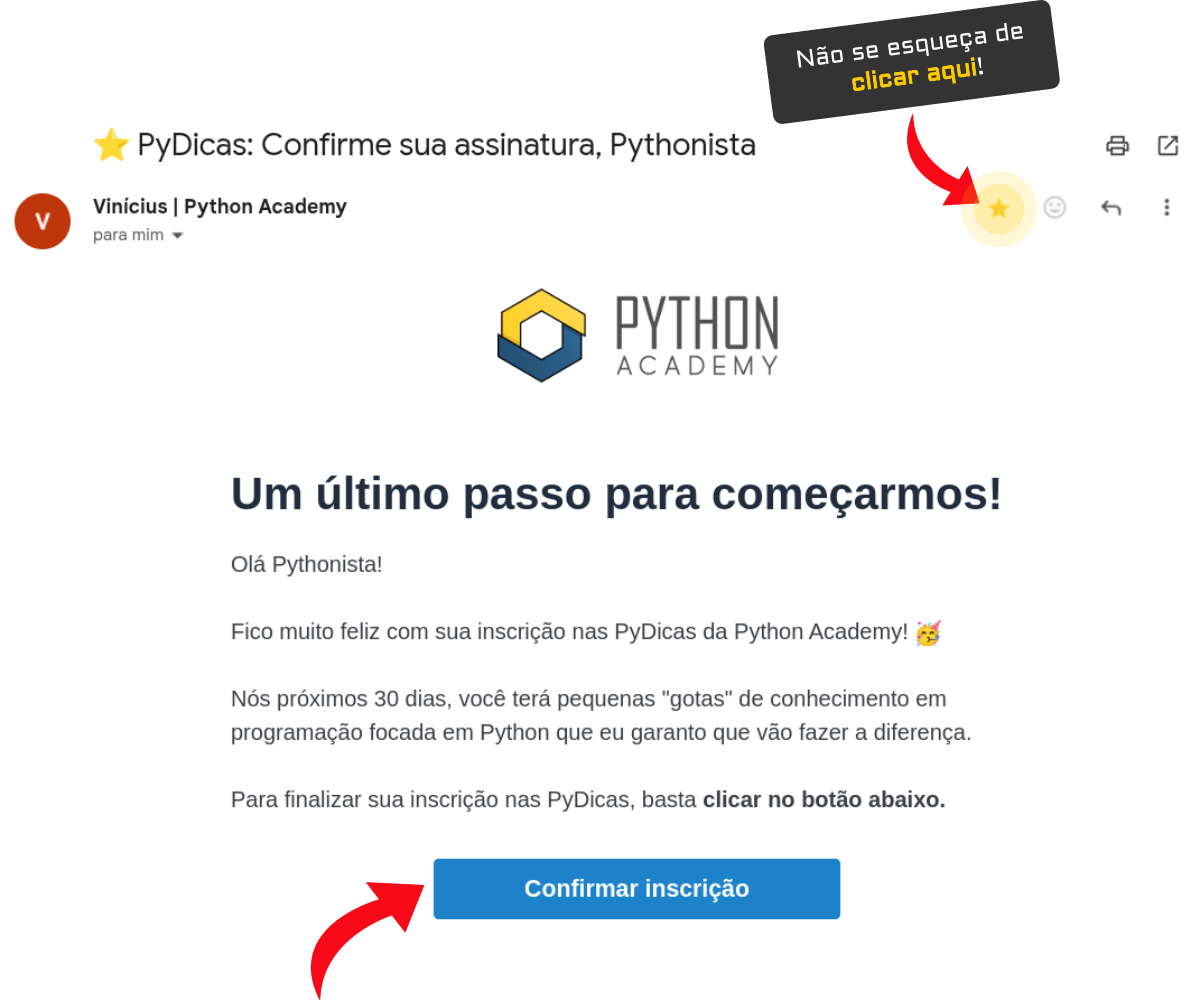 Não se esqueça de
clicar aqui!
⭐ PyDicas: Confirme sua assinatura, Pythonista
V
Vinícius | Python Academy
para mim
PYTHON
ACADEMY
Um último passo para começarmos!
Olá Pythonista!
Fico muito feliz com sua inscrição nas PyDicas da Python Academy! 🥳
Nós próximos 30 dias, você terá pequenas "gotas" de conhecimento em
programação focada em Python que eu garanto que vão fazer a diferença.
Para finalizar sua inscrição nas PyDicas, basta clicar no botão abaixo.
Confirmar inscrição